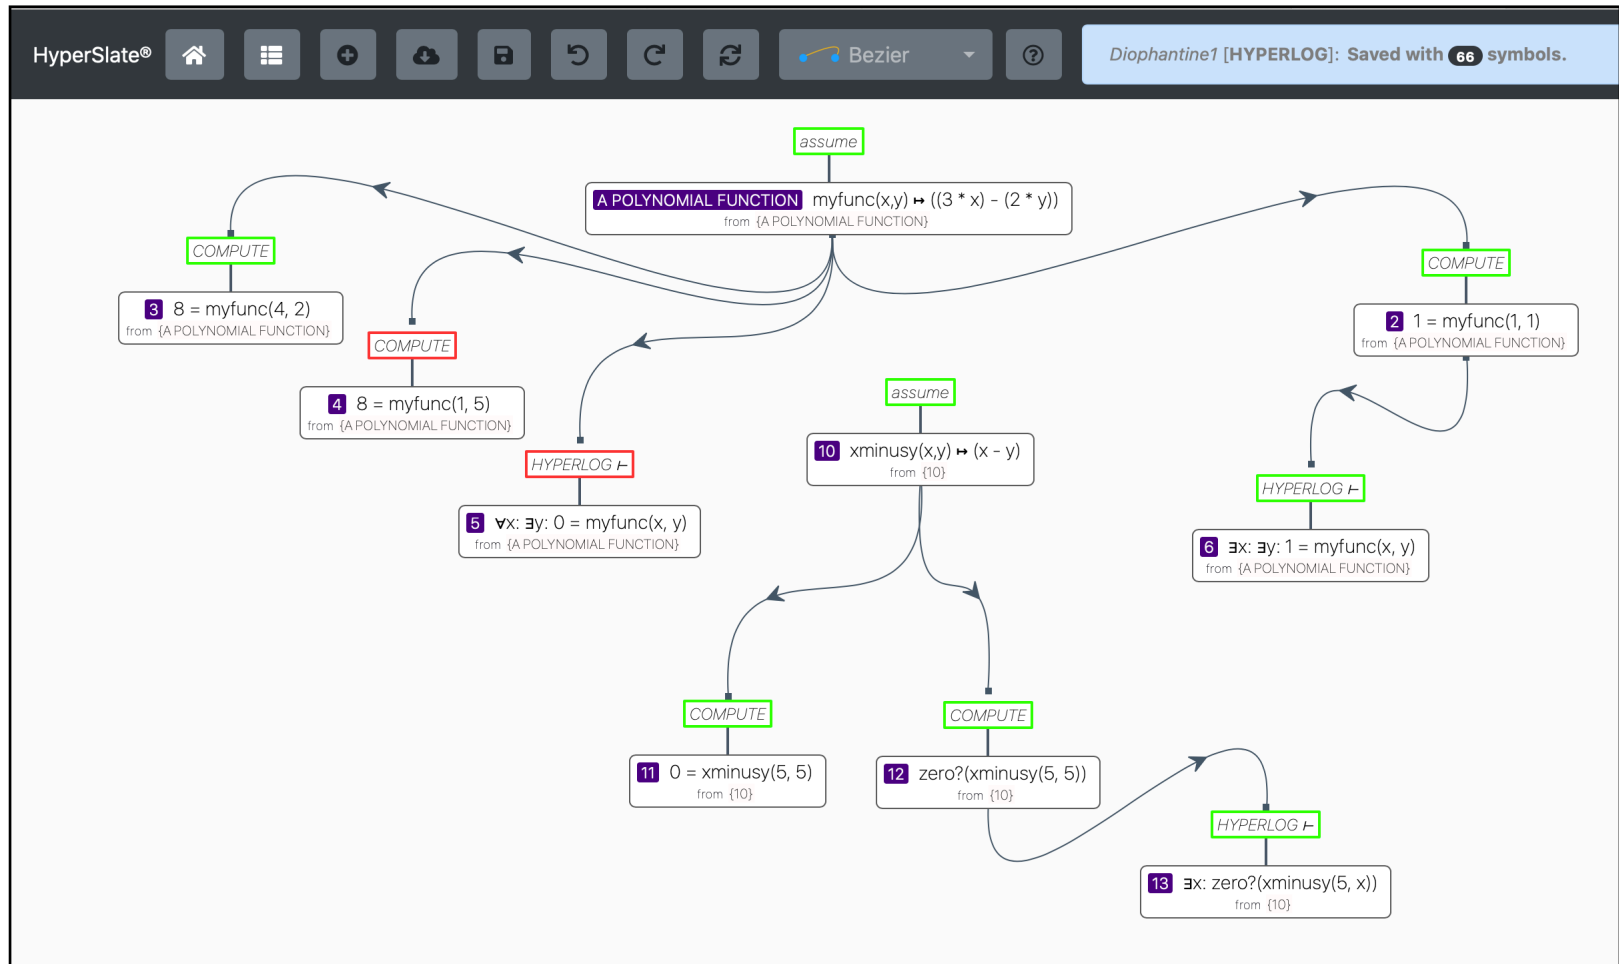 HyperSlate® Bezier Diophantine1 [HYPERLOG]: Saved with 66 symbols.
assume
A POLYNOMIAL FUNCTION myfunc(x,y) ↦ ((3 * x) - (2 * y))
from {A POLYNOMIAL FUNCTION}
COMPUTE
3 8 = myfunc(4, 2)
from {A POLYNOMIAL FUNCTION}
COMPUTE
4 8 = myfunc(1, 5)
from {A POLYNOMIAL FUNCTION}
HYPERLOG ⊢
5 ∀x: ∃y: 0 = myfunc(x, y)
from {A POLYNOMIAL FUNCTION}
COMPUTE
2 1 = myfunc(1, 1)
from {A POLYNOMIAL FUNCTION}
HYPERLOG ⊢
6 ∃x: ∃y: 1 = myfunc(x, y)
from {A POLYNOMIAL FUNCTION}
assume
10 xminusy(x,y) ↦ (x - y)
from {10}
COMPUTE
11 0 = xminusy(5, 5)
from {10}
COMPUTE
12 zero?(xminusy(5, 5))
from {10}
HYPERLOG ⊢
13 ∃x: zero?(xminusy(5, x))
from {10}